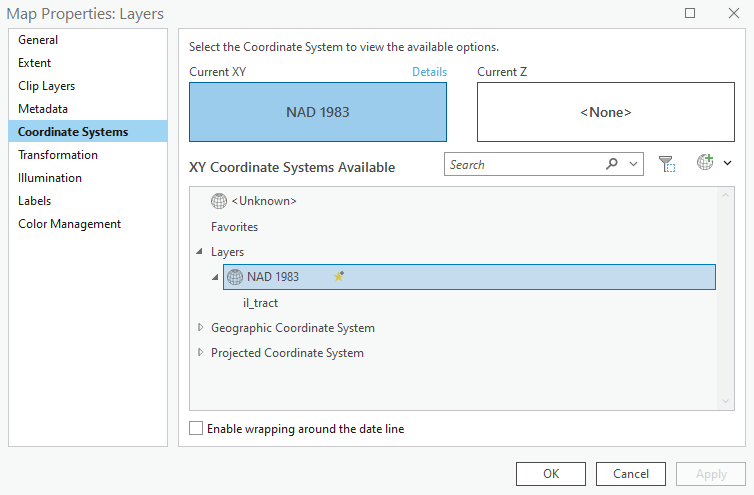 Map Properties: Layers
General
Extent
Clip Layers
Metadata
Coordinate Systems
Transformation
Illumination
Labels
Color Management
Select the Coordinate System to view the available options.
Current XY
Details
Current Z
NAD 1983
<None>
XY Coordinate Systems Available
Search
<Unknown>
Favorites
Layers
NAD 1983
il_tract
Geographic Coordinate System
Projected Coordinate System
Enable wrapping around the date line
OK
Cancel
Apply